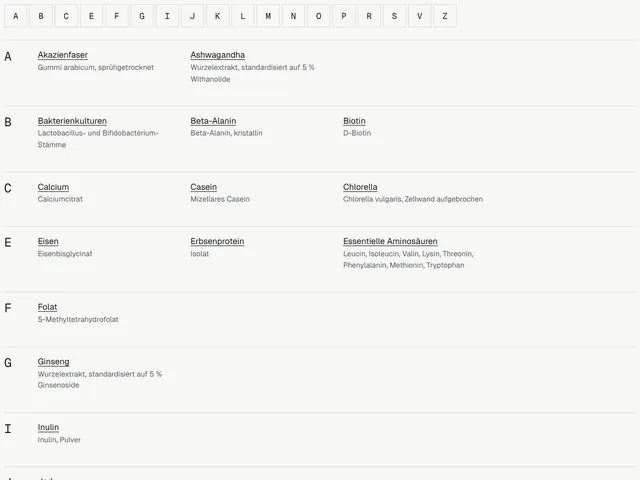 A B C E F G I J K L M N O P R S V Z
A
Akazienfaser
Gummi arabicum, sprühgetrocknet
Ashwagandha
Wurzelextrakt, standardisiert auf 5 %
Withanolide
B
Bakterienkulturen
Lactobacillus- und Bifidobacterium-
Stämme
Beta-Alanin
Beta-Alanin, kristallin
Biotin
D-Biotin
C
Calcium
Calciumcitrat
Casein
Mizellares Casein
Chlorella
Chlorella vulgaris, Zellwand aufgebrochen
E
Eisen
Eisenbisglycinat
Erbsenprotein
Isolat
Essentielle Aminosäuren
Leucin, Isoleucin, Valin, Lysin, Threonin,
Phenylalanin, Methionin, Tryptophan
F
Folat
5-Methyltetrahydrofolat
G
Ginseng
Wurzelextrakt, standardisiert auf 5 %
Ginsenoside
I
Inulin
Inulin, Pulver